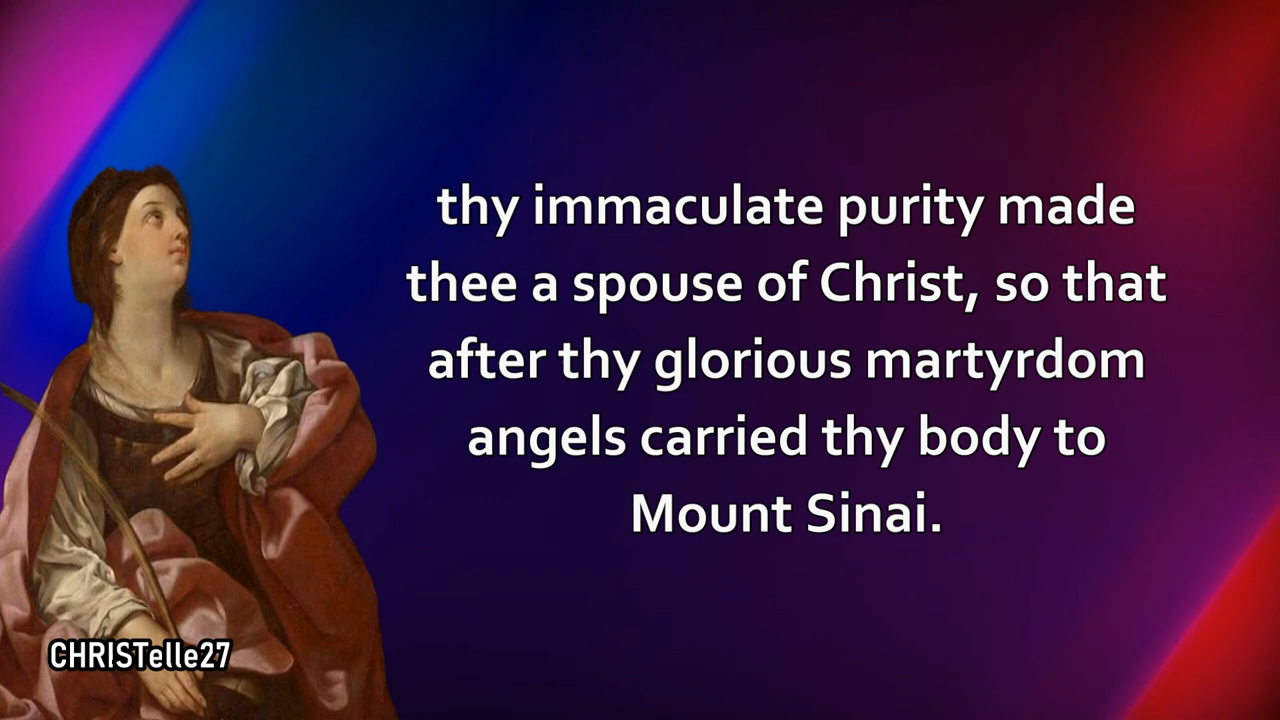 thy immaculate purity made
thee a spouse of Christ, so that
after thy glorious martyrdom
angels carried thy body to
Mount Sinai.
CHRISTelle27